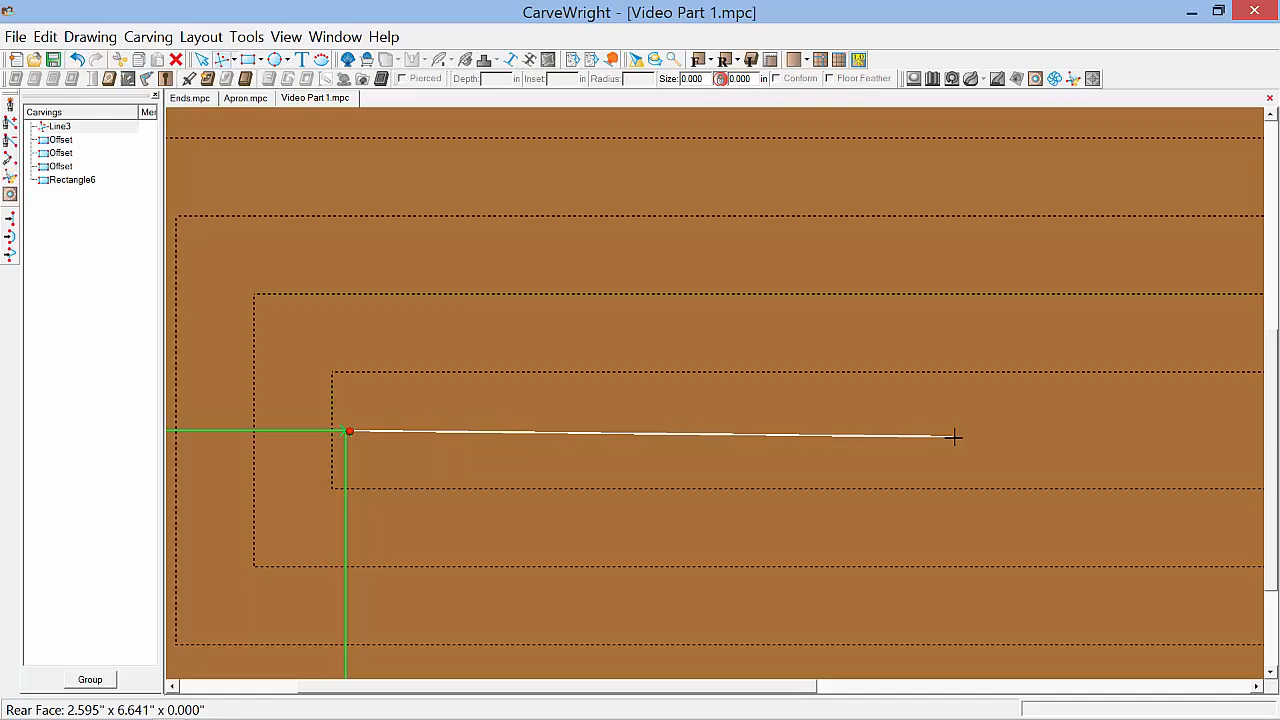 CarveWright - [Video Part 1.mpc]
File Edit Drawing Carving Layout Tools View Window Help
Pierced Depth: in Inset: in Radius: Size: 0.000 0.000 in Conform Floor Feather
Ends.mpc Apron.mpc Video Part 1.mpc
Carvings Me
Line3
Offset
Offset
Offset
Rectangle6
Group
Rear Face: 2.595" x 6.641" x 0.000"